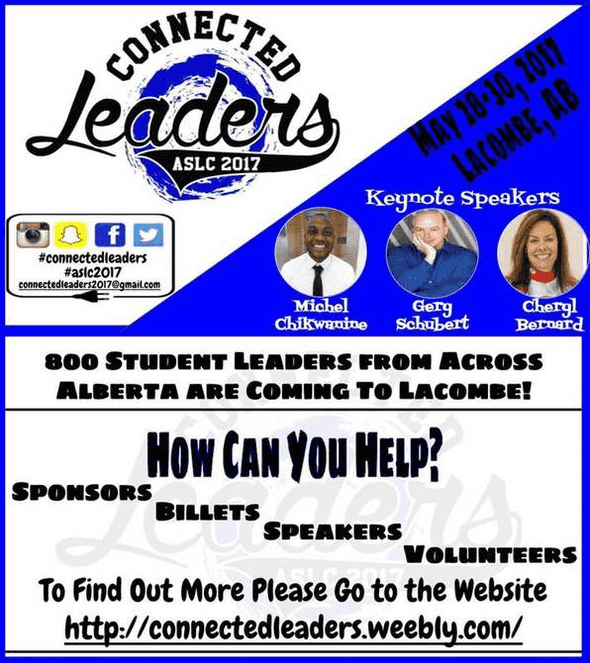 CONNECTED
Leaders
ASLC 2017
MAY 28-30, 2017
LACOMBE, AB
Keynote Speakers
#connectedleaders
#aslc2017
connectedleaders2017@gmail.com
Michel
Chikwanine
Gerg
Schubert
Cheryl
Bernard
800 STUDENT LEADERS FROM ACROSS
ALBERTA ARE COMING TO LACOMBE!
HOW CAN YOU HELP?
SPONSORS
BILLETS
SPEAKERS
VOLUNTEERS
To Find Out More Please Go to the Website
http://connectedleaders.weebly.com/